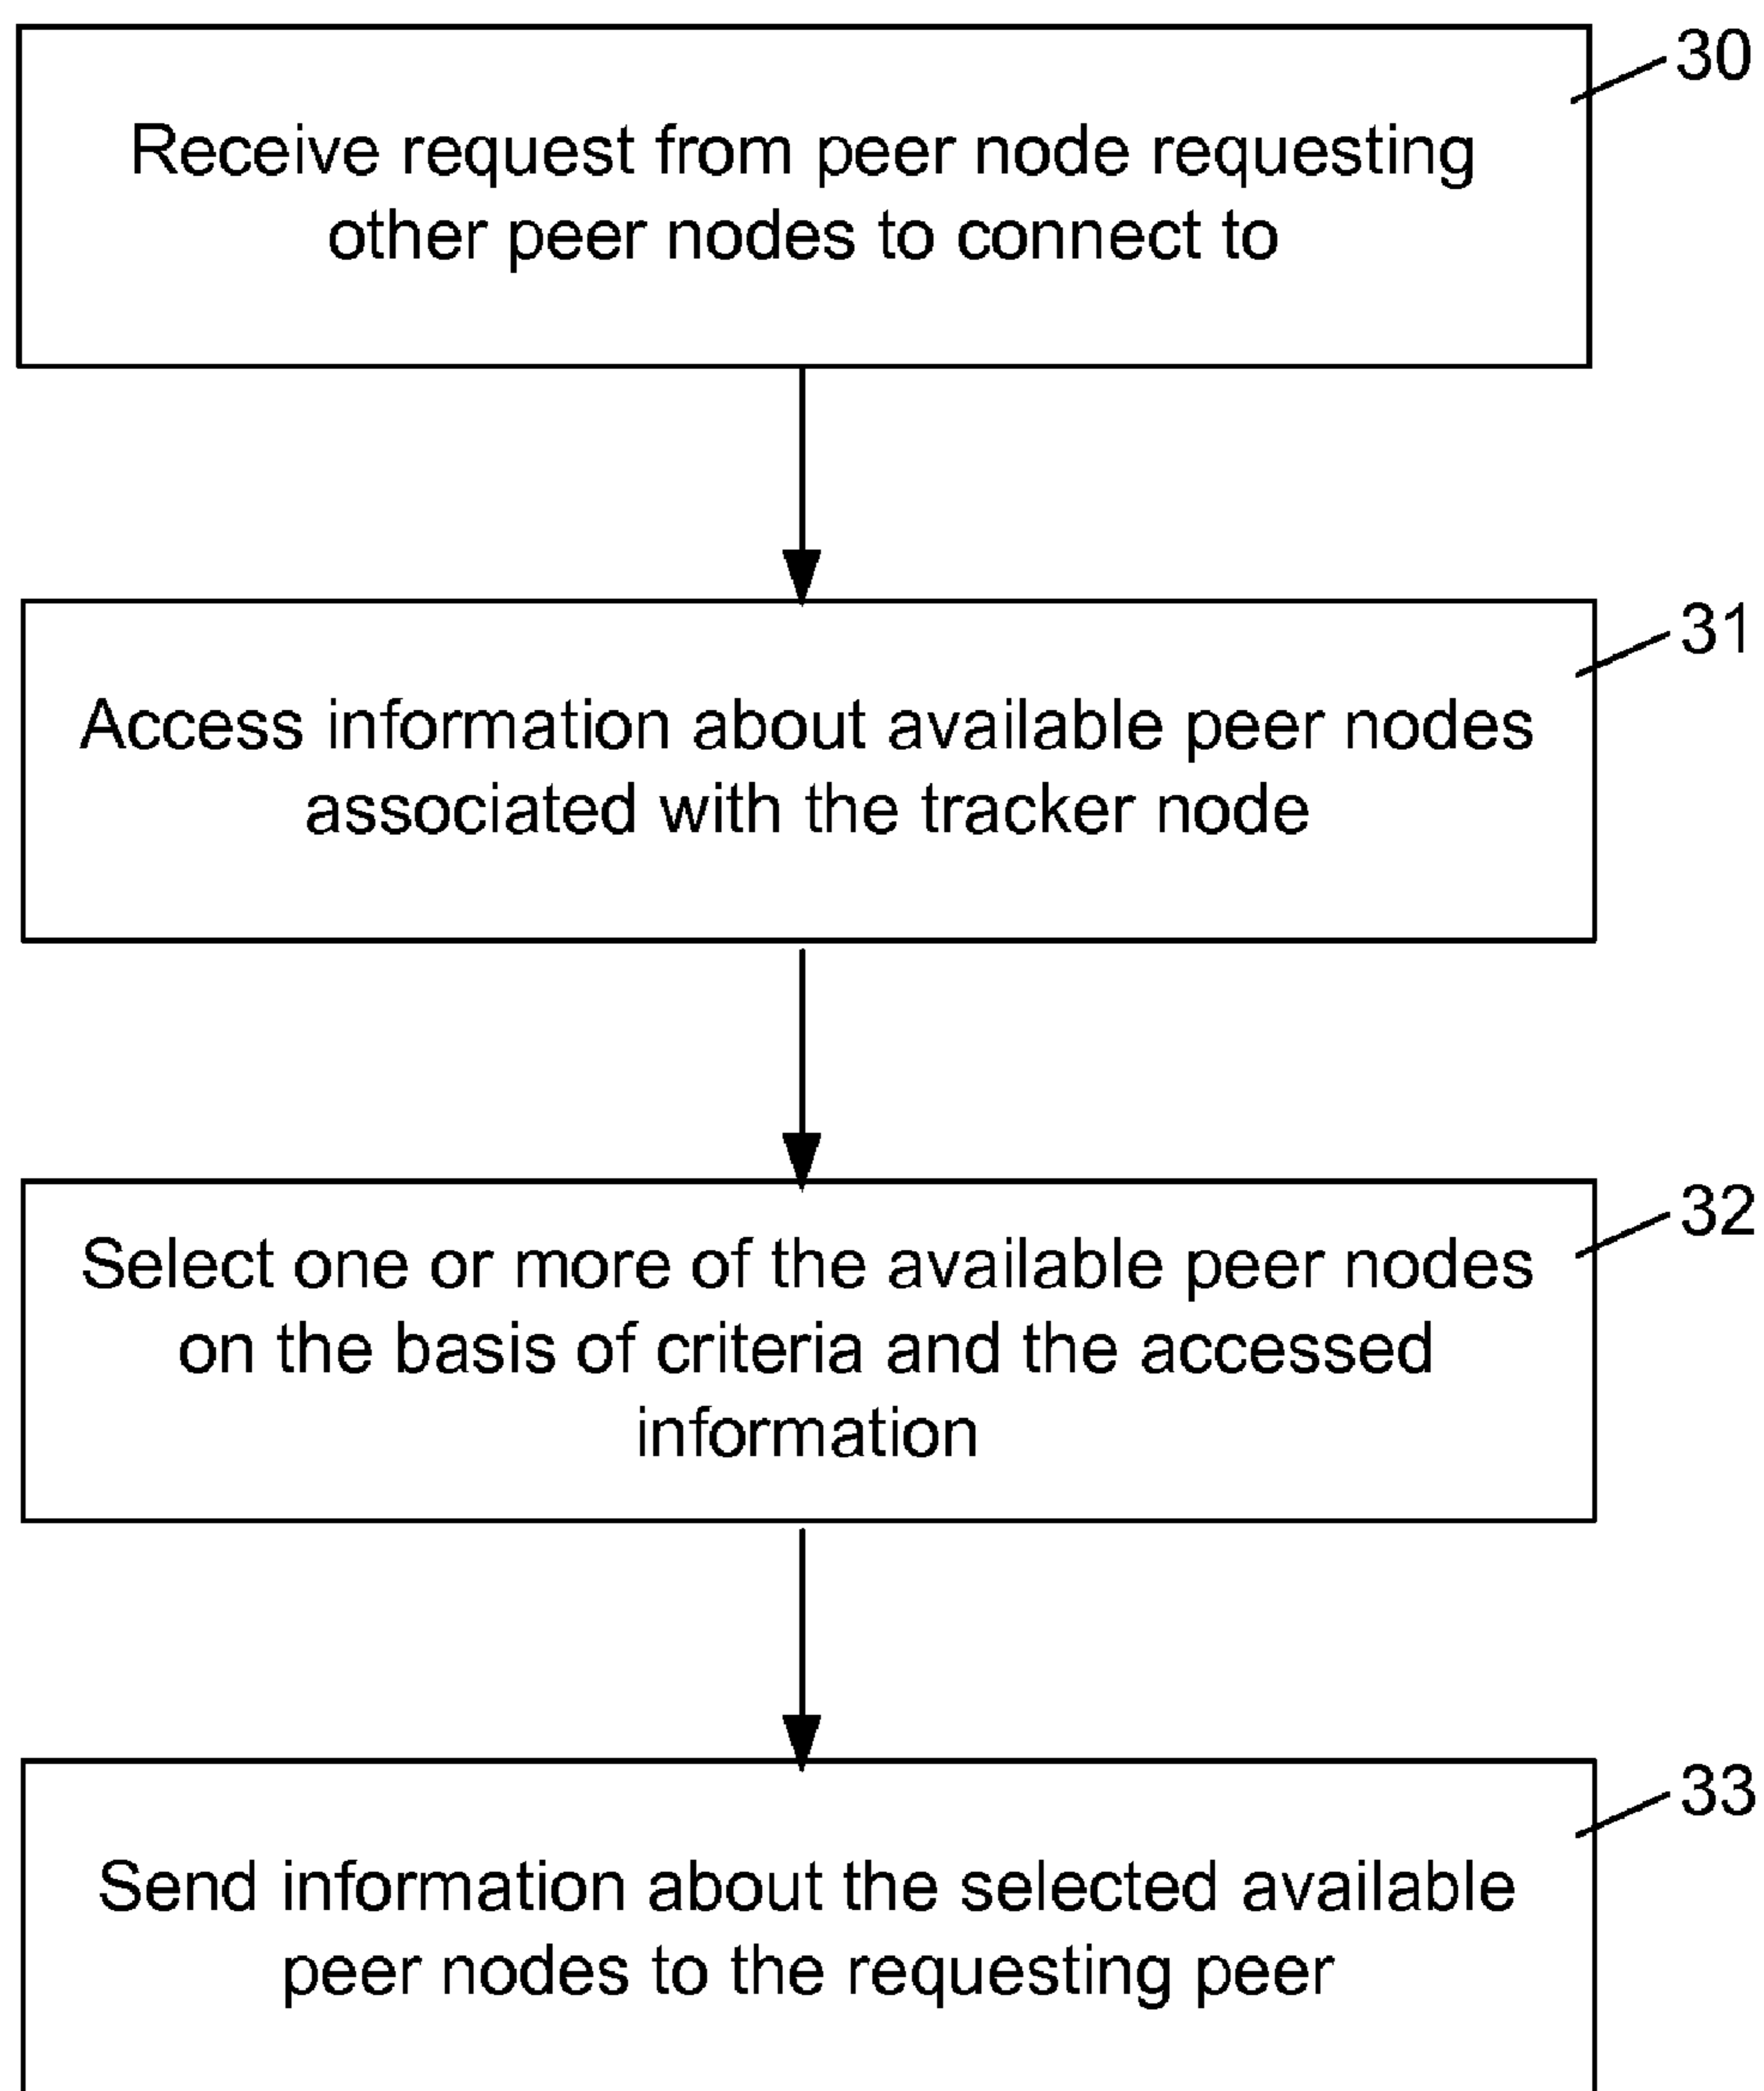 30
Receive request from peer node requesting
other peer nodes to connect to
31
Access information about available peer nodes
associated with the tracker node
32
Select one or more of the available peer nodes
on the basis of criteria and the accessed
information
33
Send information about the selected available
peer nodes to the requesting peer